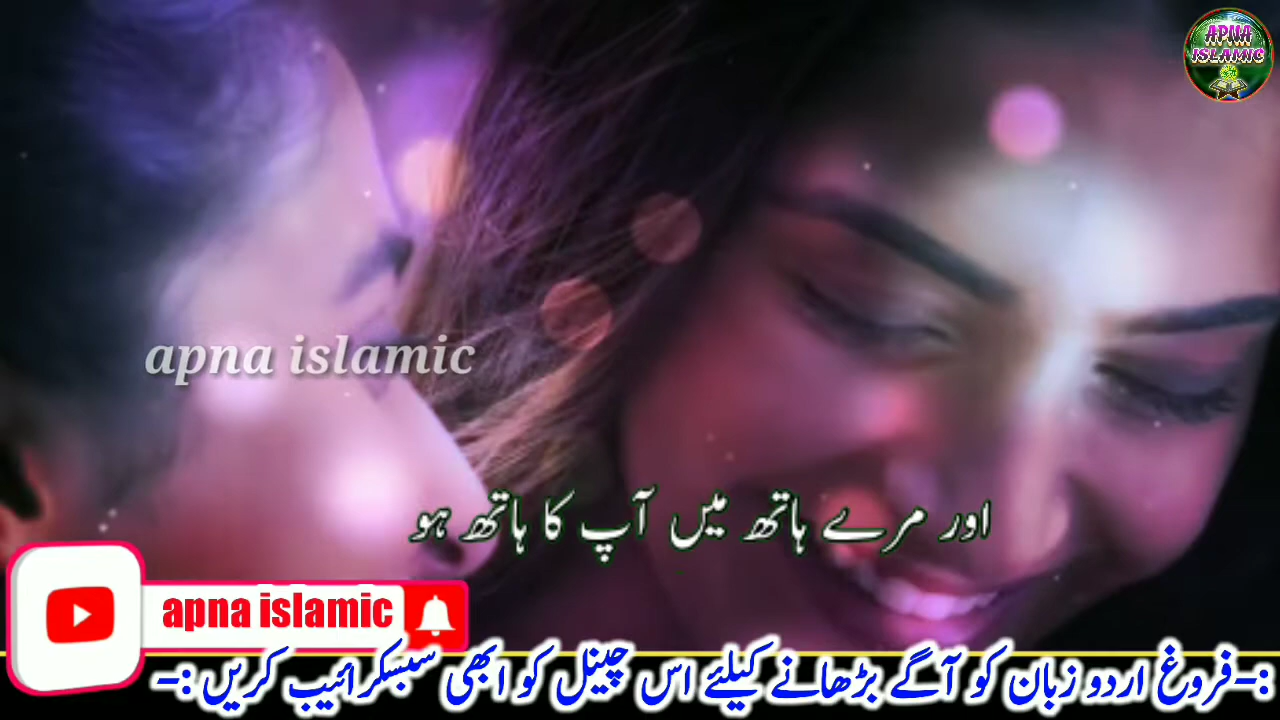 APNA
ISLAMIC
apna islamic
اور مرے ہاتھ میں آپ کا ہاتھ ہو
apna islamic
:-فروغ اردو زبان کو آگے بڑھانے کیلئے اس چینل کو ابھی سبسکرائیب کریں :-